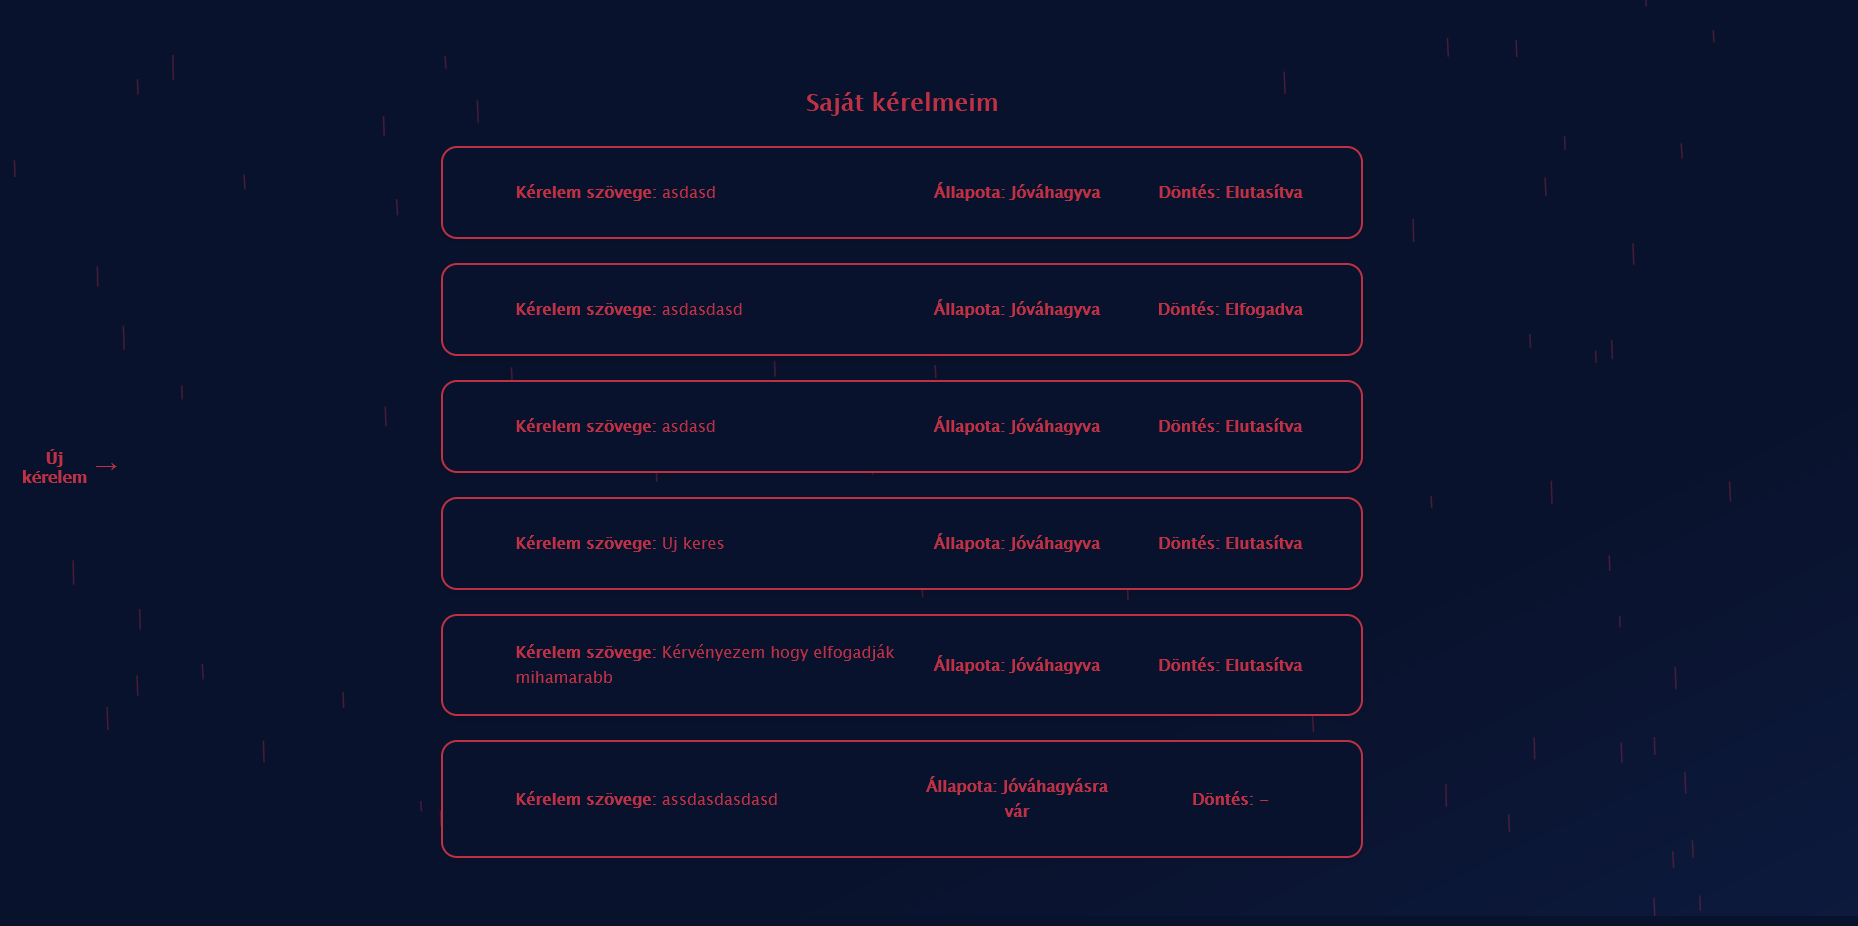 Saját kérelmeim
Kérelem szövege: asdasd Állapota: Jóváhagyva Döntés: Elutasítva
Kérelem szövege: asdasdasd Állapota: Jóváhagyva Döntés: Elfogadva
Kérelem szövege: asdasd Állapota: Jóváhagyva Döntés: Elutasítva
Új
kérelem →
Kérelem szövege: Uj keres Állapota: Jóváhagyva Döntés: Elutasítva
Kérelem szövege: Kérvényezem hogy elfogadják
mihamarabb
Állapota: Jóváhagyva Döntés: Elutasítva
Kérelem szövege: assdasdasdasd
Állapota: Jóváhagyásra
vár
Döntés: -